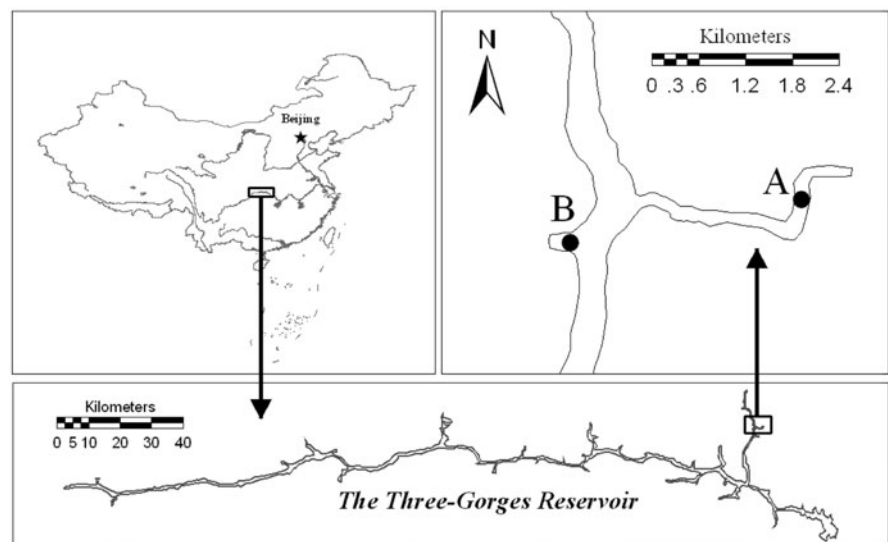 Beijing
N
Kilometers
0 .3 .6 1.2 1.8 2.4
A
B
Kilometers
0 5 10 20 30 40
The Three-Gorges Reservoir